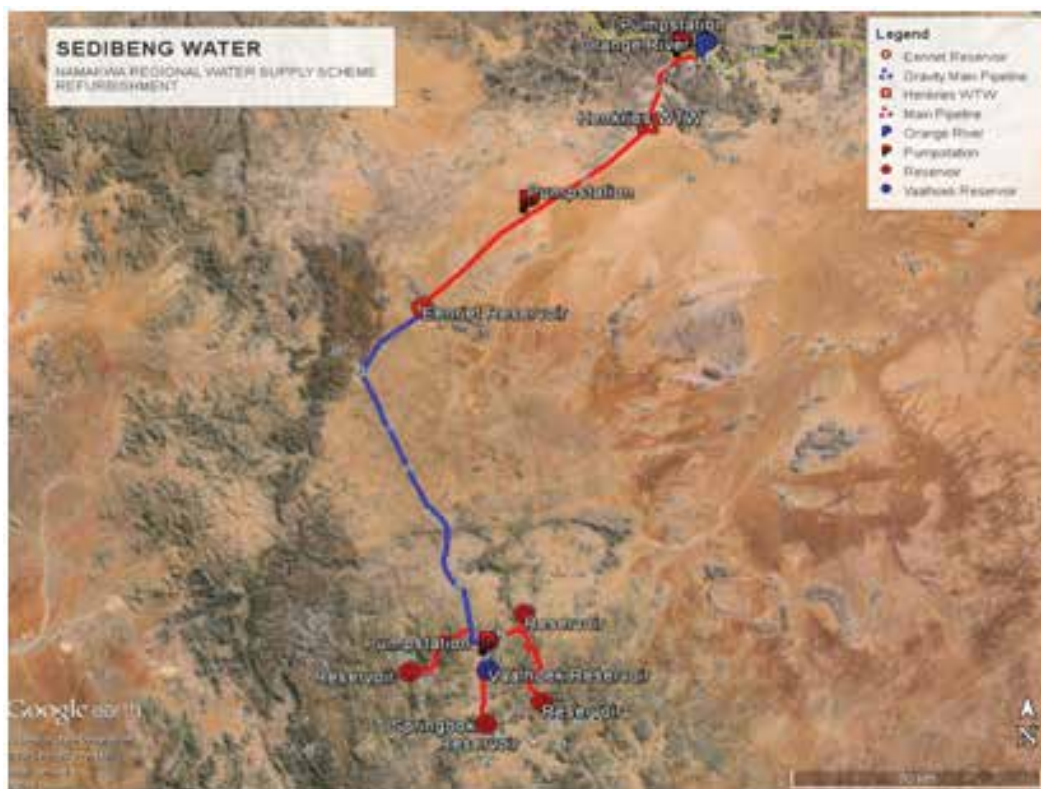 SEDIBENG WATER
NAMAKWA REGIONAL WATER SUPPLY SCHEME
REFURBISHMENT
Pumpstation
Orange River
Legend
Eenriet Reservoir
Gravity Main Pipeline
Henkries WTW
Main Pipeline
Orange River
Pumpstation
Reservoir
Vaalhoek Reservoir
Henkries WTW
Pumpstation
Eenriet Reservoir
Reservoir
Pumpstation
Reservoir
Vaalhoek Reservoir
Reservoir
Springbok
Reservoir
Google earth
N